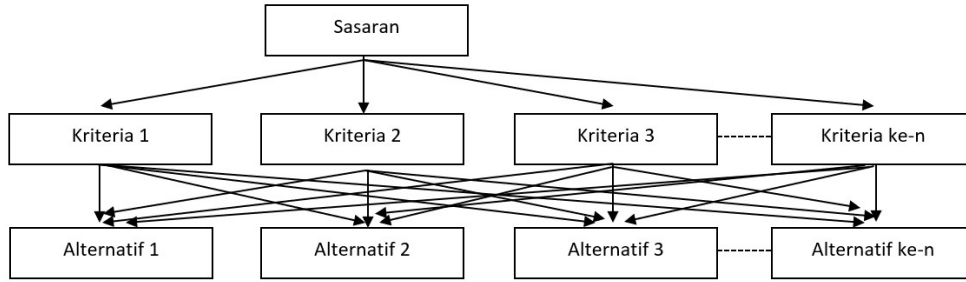 Sasaran
Kriteria 1
Kriteria 2
Kriteria 3
Kriteria ke-n
Alternatif 1
Alternatif 2
Alternatif 3
Alternatif ke-n